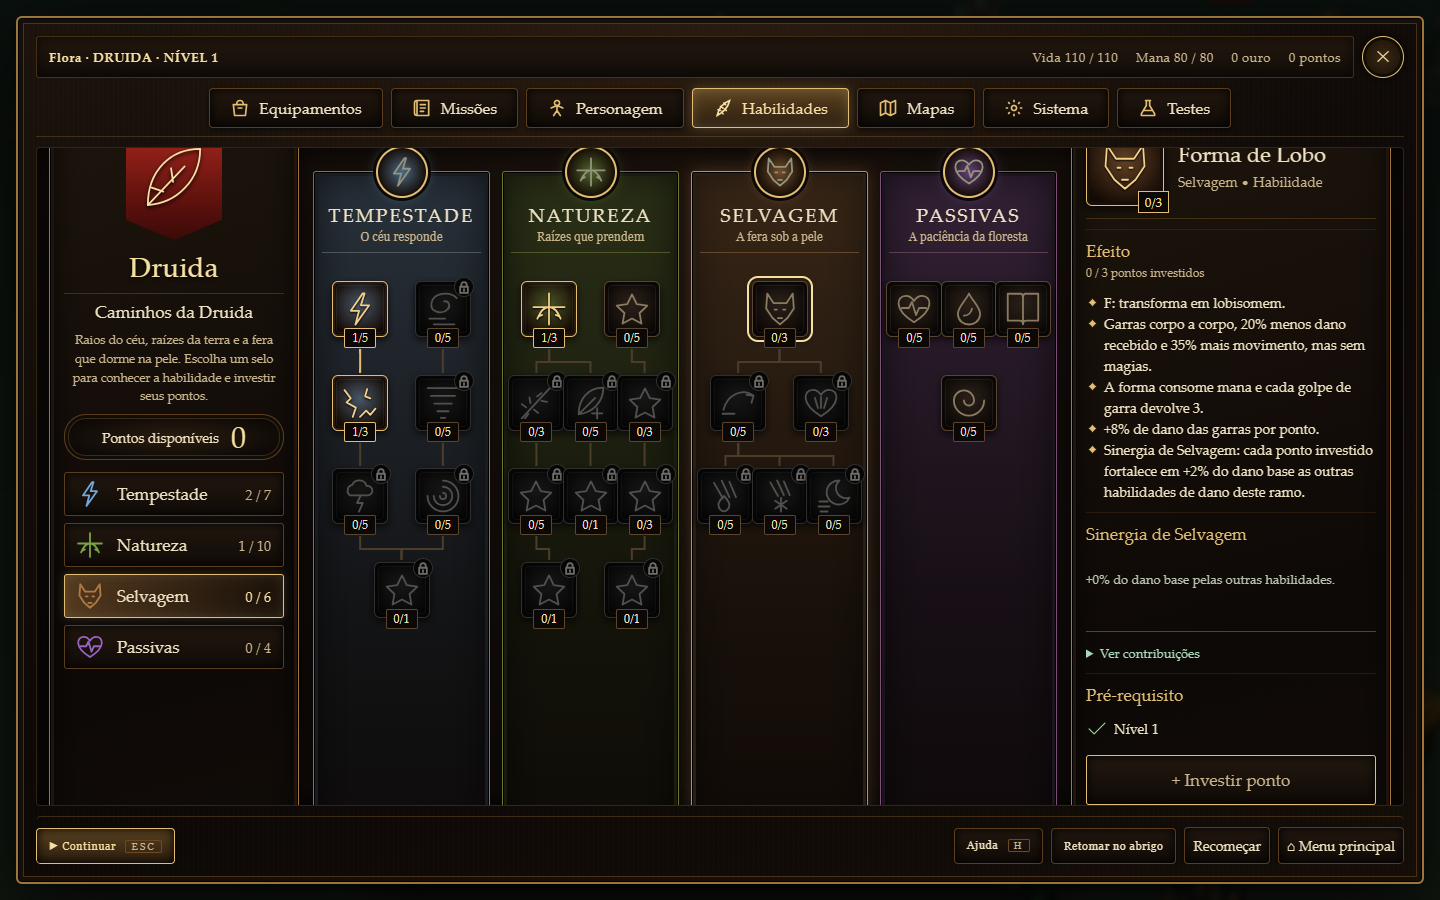 Flora · DRUIDA · NÍVEL 1
Vida 110 / 110 Mana 80 / 80 0 ouro 0 pontos
Equipamentos
Missões
Personagem
Habilidades
Mapas
Sistema
Testes
Druida
Caminhos da Druida
Raios do céu, raízes da terra e a fera
que dorme na pele. Escolha um selo
para conhecer a habilidade e investir
seus pontos.
Pontos disponíveis 0
Tempestade 2 / 7
Natureza 1 / 10
Selvagem 0 / 6
Passivas 0 / 4
TEMPESTADE
O céu responde
1/5 0/5
1/3 0/5
0/5 0/5
0/1
NATUREZA
Raízes que prendem
1/3 0/5
0/3 0/5 0/3
0/5 0/1 0/3
0/1 0/1
SELVAGEM
A fera sob a pele
0/3
0/5 0/3
0/5 0/5 0/5
PASSIVAS
A paciência da floresta
0/5 0/5 0/5
0/5
Forma de Lobo
Selvagem • Habilidade
0/3
Efeito
0 / 3 pontos investidos
F: transforma em lobisomem.
Garras corpo a corpo, 20% menos dano
recebido e 35% mais movimento, mas sem
magias.
A forma consome mana e cada golpe de
garra devolve 3.
+8% de dano das garras por ponto.
Sinergia de Selvagem: cada ponto investido
fortalece em +2% do dano base as outras
habilidades de dano deste ramo.
Sinergia de Selvagem
+0% do dano base pelas outras habilidades.
▶ Ver contribuições
Pré-requisito
Nível 1
+ Investir ponto
▶ Continuar ESC
Ajuda H
Retomar no abrigo
Recomeçar
⌂ Menu principal